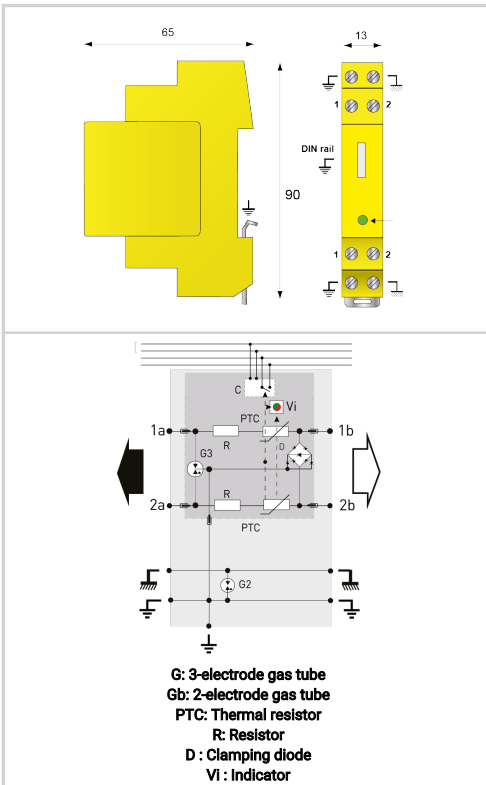 65
13
1 2
DIN rail
90
1 2
C
Vi
PTC
1a
R
D
1b
G3
2a
R
2b
PTC
G2
G: 3-electrode gas tube
Gb: 2-electrode gas tube
PTC: Thermal resistor
R: Resistor
D : Clamping diode
Vi : Indicator